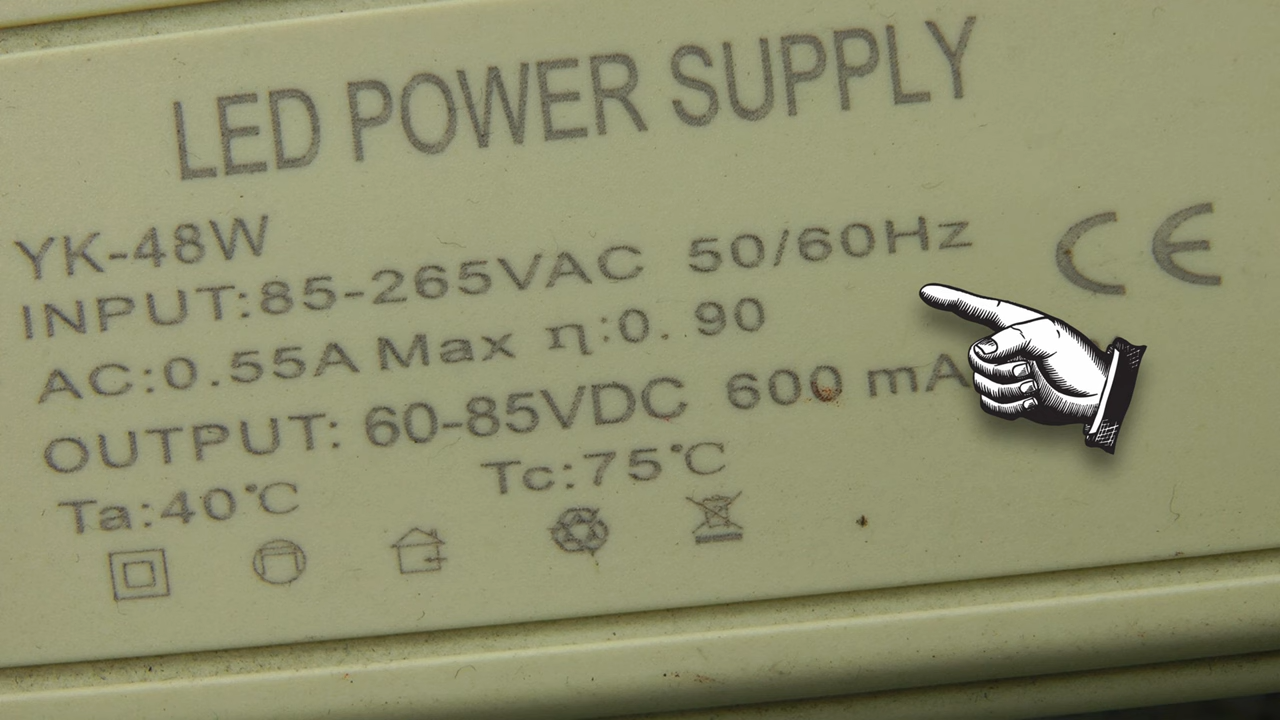 LED POWER SUPPLY
YK-48W
INPUT:85-265VAC 50/60Hz
CE
AC:0.55A Max η:0.90
OUTPUT: 60-85VDC 600 mA
Ta:40℃ Tc:75℃